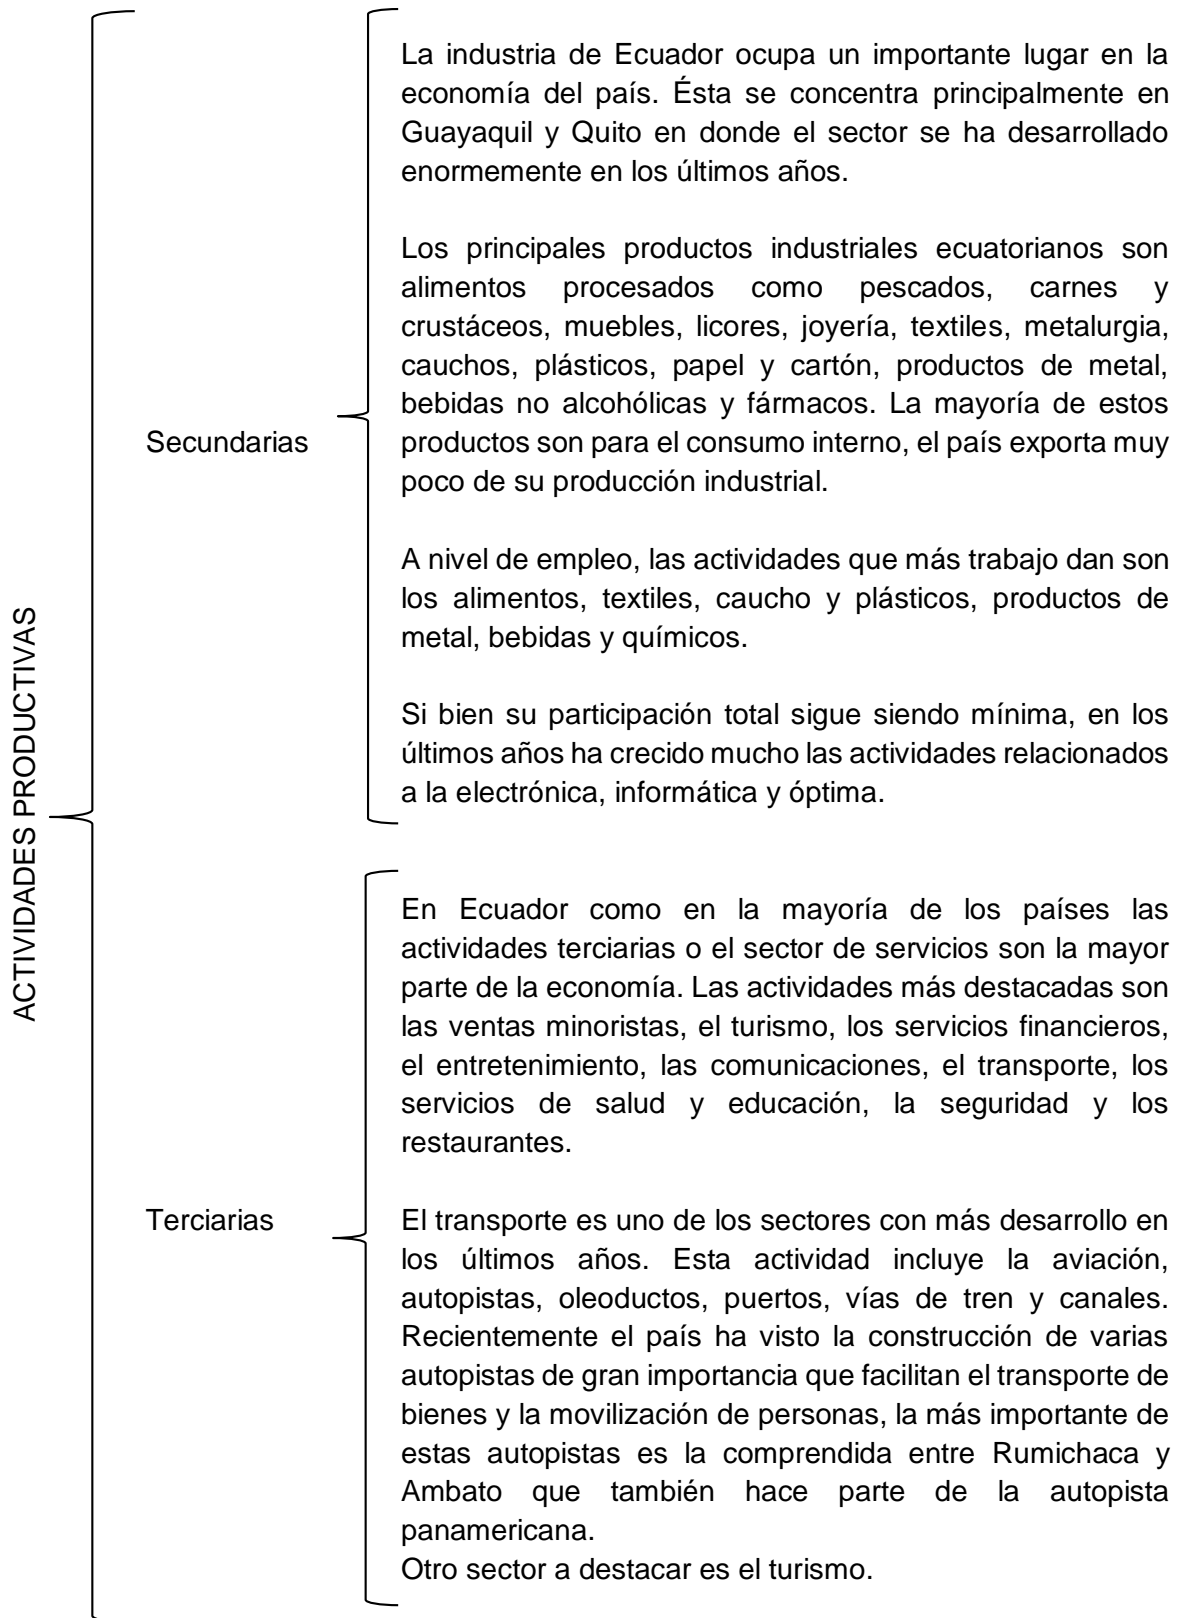 ACTIVIDADES PRODUCTIVAS
Secundarias
La industria de Ecuador ocupa un importante lugar en la
economía del país. Ésta se concentra principalmente en
Guayaquil y Quito en donde el sector se ha desarrollado
enormemente en los últimos años.
Los principales productos industriales ecuatorianos son
alimentos procesados como pescados, carnes y
crustáceos, muebles, licores, joyería, textiles, metalurgia,
cauchos, plásticos, papel y cartón, productos de metal,
bebidas no alcohólicas y fármacos. La mayoría de estos
productos son para el consumo interno, el país exporta muy
poco de su producción industrial.
A nivel de empleo, las actividades que más trabajo dan son
los alimentos, textiles, caucho y plásticos, productos de
metal, bebidas y químicos.
Si bien su participación total sigue siendo mínima, en los
últimos años ha crecido mucho las actividades relacionados
a la electrónica, informática y óptima.
Terciarias
En Ecuador como en la mayoría de los países las
actividades terciarias o el sector de servicios son la mayor
parte de la economía. Las actividades más destacadas son
las ventas minoristas, el turismo, los servicios financieros,
el entretenimiento, las comunicaciones, el transporte, los
servicios de salud y educación, la seguridad y los
restaurantes.
El transporte es uno de los sectores con más desarrollo en
los últimos años. Esta actividad incluye la aviación,
autopistas, oleoductos, puertos, vías de tren y canales.
Recientemente el país ha visto la construcción de varias
autopistas de gran importancia que facilitan el transporte de
bienes y la movilización de personas, la más importante de
estas autopistas es la comprendida entre Rumichaca y
Ambato que también hace parte de la autopista
panamericana.
Otro sector a destacar es el turismo.